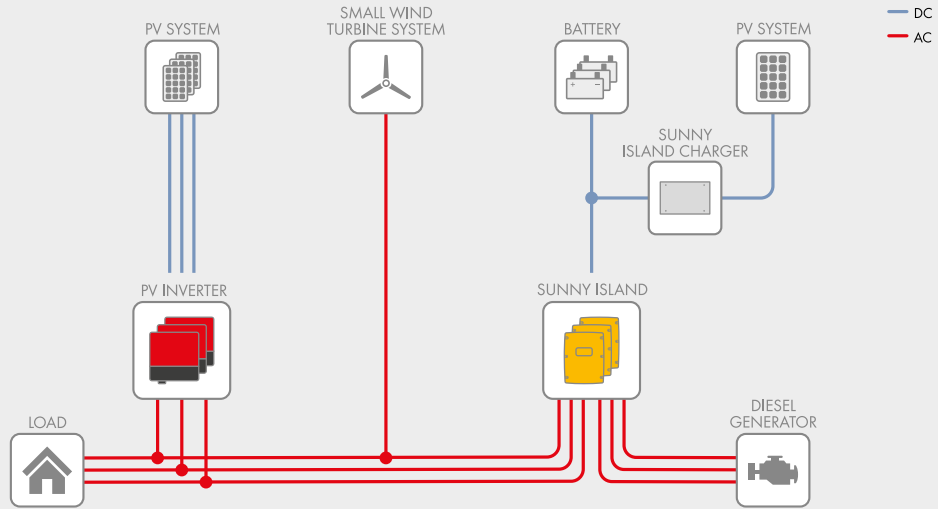 SMALL WIND
TURBINE SYSTEM
PV SYSTEM
BATTERY
PV SYSTEM
DC
AC
SUNNY
ISLAND CHARGER
PV INVERTER
SUNNY ISLAND
LOAD
DIESEL
GENERATOR